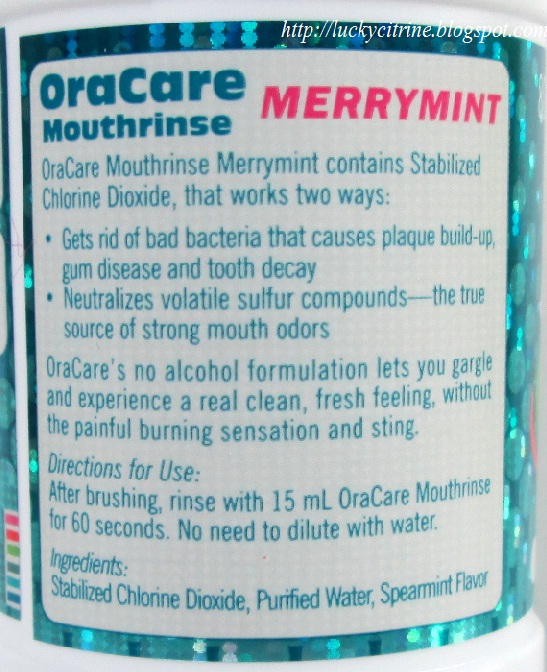 http://luckycitrine.blogspot.com
OraCare MERRYMINT
Mouthrinse
OraCare Mouthrinse Merrymint contains Stabilized
Chlorine Dioxide, that works two ways:
• Gets rid of bad bacteria that causes plaque build-up,
gum disease and tooth decay
• Neutralizes volatile sulfur compounds—the true
source of strong mouth odors
OraCare's no alcohol formulation lets you gargle
and experience a real clean, fresh feeling, without
the painful burning sensation and sting.
Directions for Use:
After brushing, rinse with 15 mL OraCare Mouthrinse
for 60 seconds. No need to dilute with water.
Ingredients:
Stabilized Chlorine Dioxide, Purified Water, Spearmint Flavor